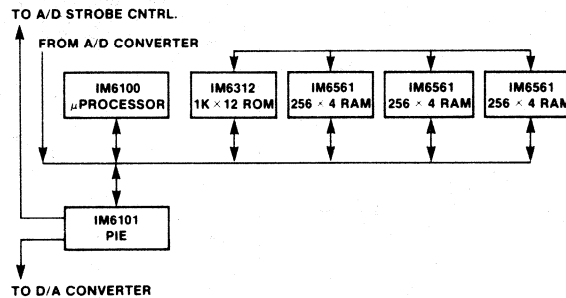 TO A/D STROBE CNTRL.
FROM A/D CONVERTER
IM6100
μPROCESSOR
IM6312
1K × 12 ROM
IM6561
256 × 4 RAM
IM6561
256 × 4 RAM
IM6561
256 × 4 RAM
IM6101
PIE
TO D/A CONVERTER